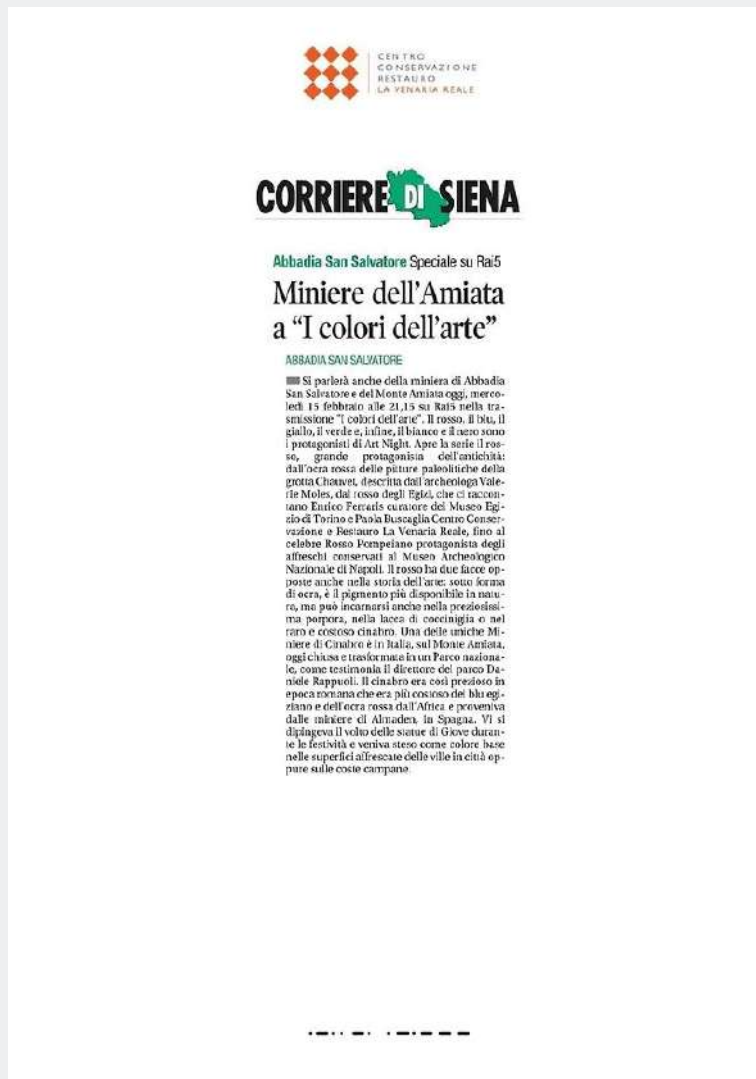 CENTRO
CONSERVAZIONE
RESTAURO
LA VENARIA REALE
CORRIERE DI SIENA
Abbadia San Salvatore Speciale su Rai5
Miniere dell'Amiata
a “I colori dell'arte”
ABBADIA SAN SALVATORE
Si parlerà anche della miniera di Abbadia
San Salvatore e del Monte Amiata oggi, merco-
ledì 15 febbraio alle 21,15 su Rai5 nella tra-
smissione "I colori dell'arte". Il rosso, il blu, il
giallo, il verde e, infine, il bianco e il nero sono
i protagonisti di Art Night. Apre la serie il ros-
so, grande protagonista dell'antichità:
dall'ocra rossa delle pitture paleolitiche della
grotta Chauvet, descritta dall'archeologa Vale-
rie Moles, dal rosso degli Egizi, che ci raccon-
tano Enrico Ferraris curatore del Museo Egi-
zio di Torino e Paola Buscaglia Centro Conser-
vazione e Restauro La Venaria Reale, fino al
celebre Rosso Pompeiano protagonista degli
affreschi conservati al Museo Archeologico
Nazionale di Napoli. Il rosso ha due facce op-
poste anche nella storia dell'arte: sotto forma
di ocra, è il pigmento più disponibile in natu-
ra, ma può incarnarsi anche nella preziosissi-
ma porpora, nella lacca di cocciniglia o nel
raro e costoso cinabro. Una delle uniche Mi-
niere di Cinabro è in Italia, sul Monte Amiata,
oggi chiusa e trasformata in un Parco naziona-
le, come testimonia il direttore del parco Da-
niele Rappuoli. Il cinabro era così prezioso in
epoca romana che era più costoso del blu egi-
ziano e dell'ocra rossa dall'Africa e proveniva
dalle miniere di Almaden, in Spagna. Vi si
dipingeva il volto delle statue di Giove duran-
te le festività e veniva steso come colore base
nelle superfici affrescate delle ville in città op-
pure sulle coste campane.